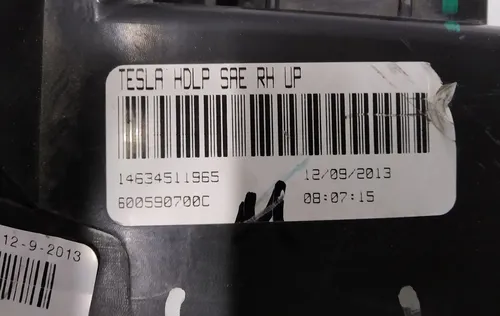 TESLA HDLP SAE RH UP
14634511965 12/09/2013
600590700C 08:07:15
12-9-2013